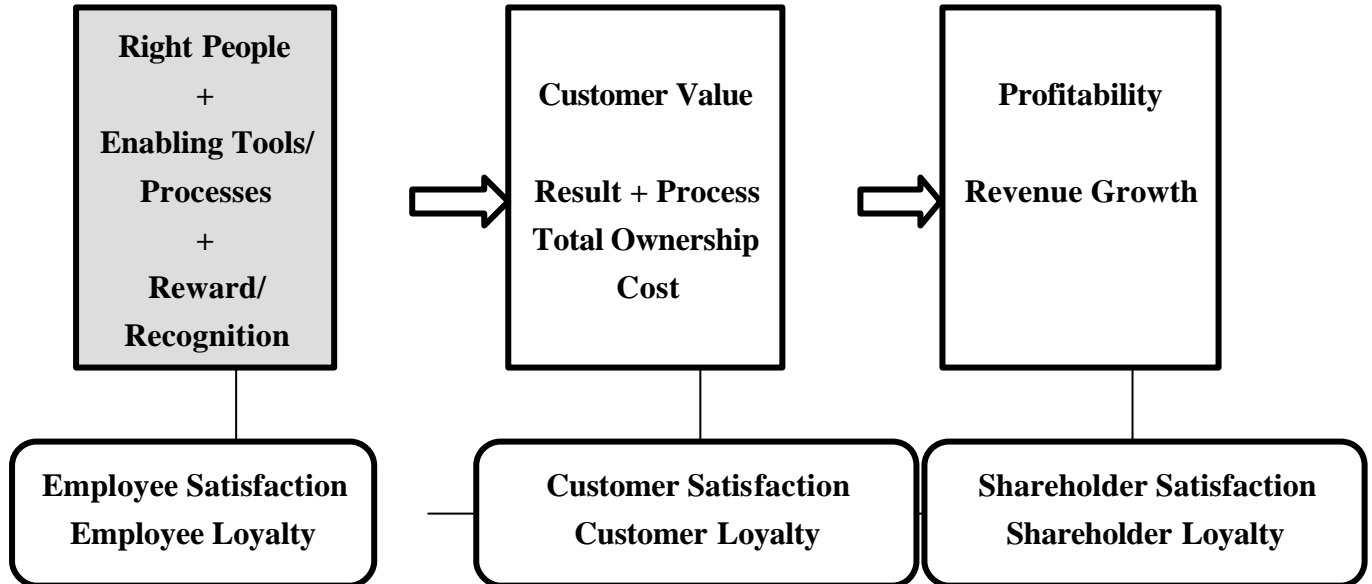 Right People
+
Enabling Tools/
Processes
+
Reward/
Recognition
Customer Value
Result + Process
Total Ownership
Cost
Profitability
Revenue Growth
Employee Satisfaction
Employee Loyalty
Customer Satisfaction
Customer Loyalty
Shareholder Satisfaction
Shareholder Loyalty